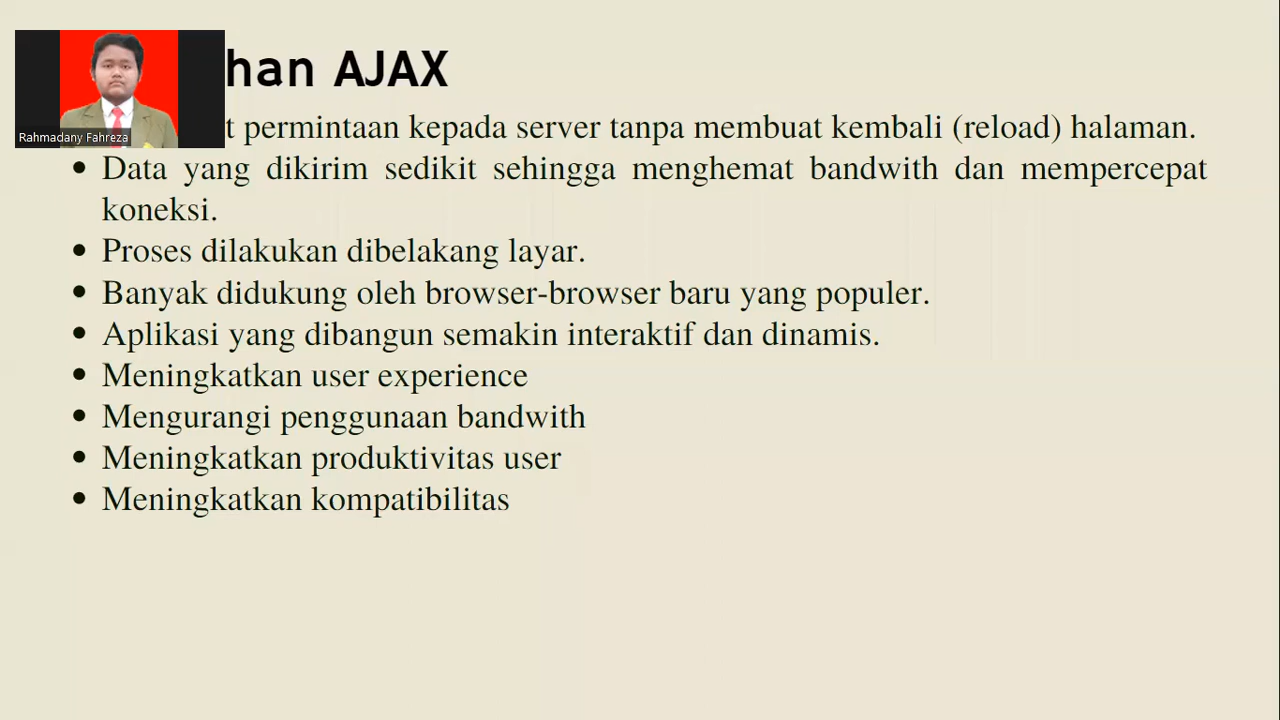 han AJAX
Rahmadany Fahreza
t permintaan kepada server tanpa membuat kembali (reload) halaman.
• Data yang dikirim sedikit sehingga menghemat bandwith dan mempercepat
koneksi.
• Proses dilakukan dibelakang layar.
• Banyak didukung oleh browser-browser baru yang populer.
• Aplikasi yang dibangun semakin interaktif dan dinamis.
• Meningkatkan user experience
• Mengurangi penggunaan bandwith
• Meningkatkan produktivitas user
• Meningkatkan kompatibilitas